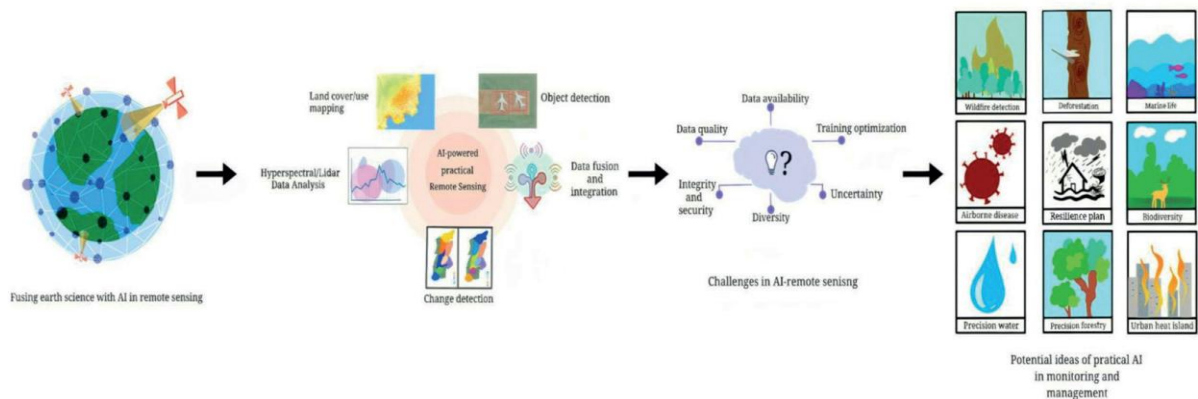 Fusing earth science with AI in remote sensing
Land cover/use
mapping
Object detection
Hyperspectral/Lidar
Data Analysis
AI-powered
practical
Remote Sensing
Data fusion
and
integration
Change detection
Data availability
Data quality
Training optimization
?
Integrity
and
security
Uncertainty
Diversity
Challenges in AI-remote senisng
Wildfire detection
Deforestation
Marine life
Airborne disease
Resilience plan
Biodiversity
Precision water
Precision forestry
Urban heat island
Potential ideas of pratical AI
in monitoring and
management